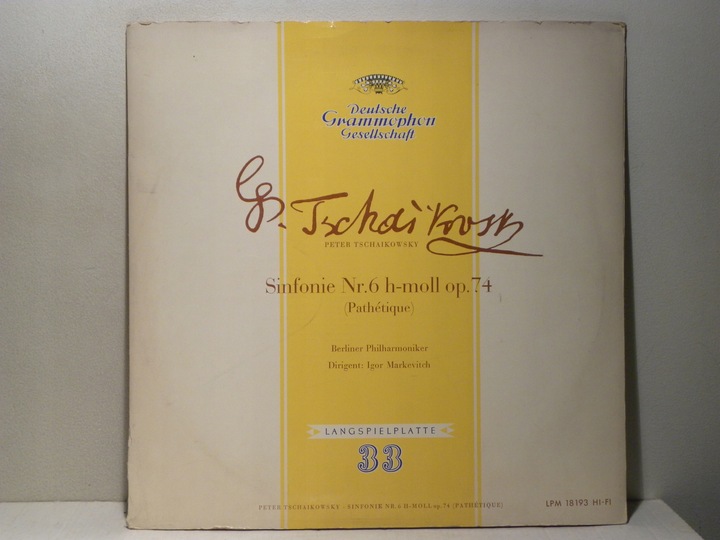 Deutsche
Grammophon
Gesellschaft
P. Tschaikovsky
PETER TSCHAIKOWSKY
Sinfonie Nr.6 h-moll op.74
(Pathétique)
Berliner Philharmoniker
Dirigent: Igor Markevitch
LANGSPIELPLATTE
33
PETER TSCHAIKOWSKY · SINFONIE NR. 6 H-MOLL op. 74 (PATHÉTIQUE)
LPM 18193 HI-FI